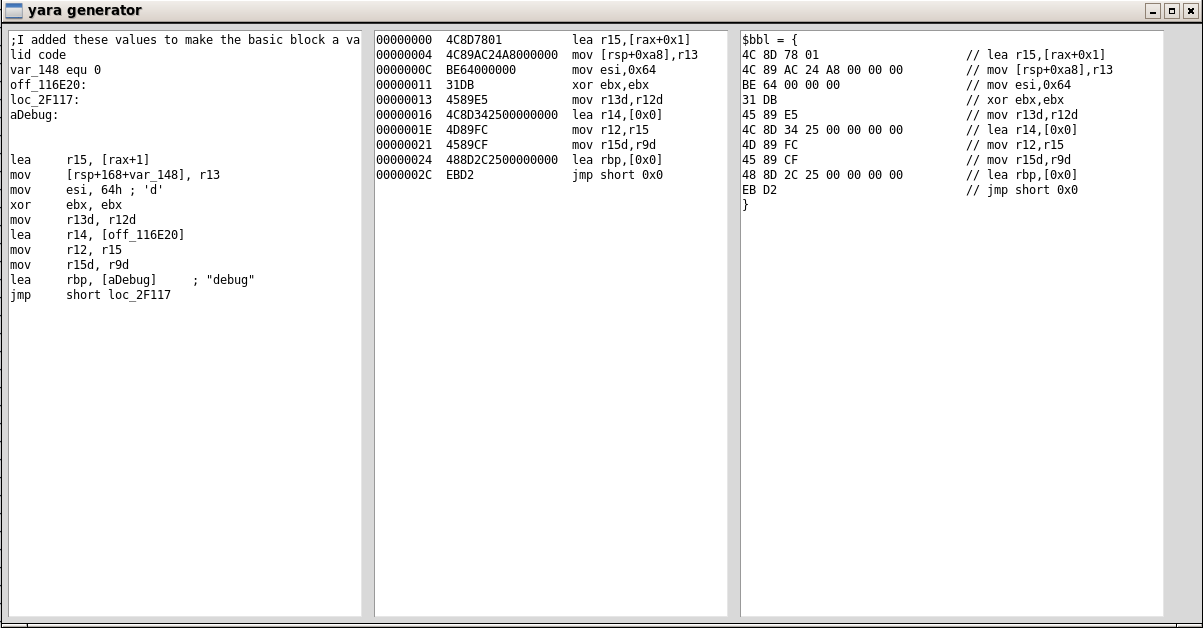 yara generator
;I added these values to make the basic block a va
lid code
var_148 equ 0
off_116E20:
loc_2F117:
aDebug:
lea     r15, [rax+1]
mov     [rsp+168+var_148], r13
mov     esi, 64h ; 'd'
xor     ebx, ebx
mov     r13d, r12d
lea     r14, [off_116E20]
mov     r12, r15
mov     r15d, r9d
lea     rbp, [aDebug]     ; "debug"
jmp     short loc_2F117
00000000  4C8D7801          lea r15,[rax+0x1]
00000004  4C89AC24A8000000  mov [rsp+0xa8],r13
0000000C  BE64000000        mov esi,0x64
00000011  31DB              xor ebx,ebx
00000013  4589E5            mov r13d,r12d
00000016  4C8D342500000000  lea r14,[0x0]
0000001E  4D89FC            mov r12,r15
00000021  4589CF            mov r15d,r9d
00000024  488D2C2500000000  lea rbp,[0x0]
0000002C  EBD2              jmp short 0x0
$bbl = {
4C 8D 78 01                     // lea r15,[rax+0x1]
4C 89 AC 24 A8 00 00 00         // mov [rsp+0xa8],r13
BE 64 00 00 00                  // mov esi,0x64
31 DB                           // xor ebx,ebx
45 89 E5                        // mov r13d,r12d
4C 8D 34 25 00 00 00 00         // lea r14,[0x0]
4D 89 FC                        // mov r12,r15
45 89 CF                        // mov r15d,r9d
48 8D 2C 25 00 00 00 00         // lea rbp,[0x0]
EB D2                           // jmp short 0x0
}